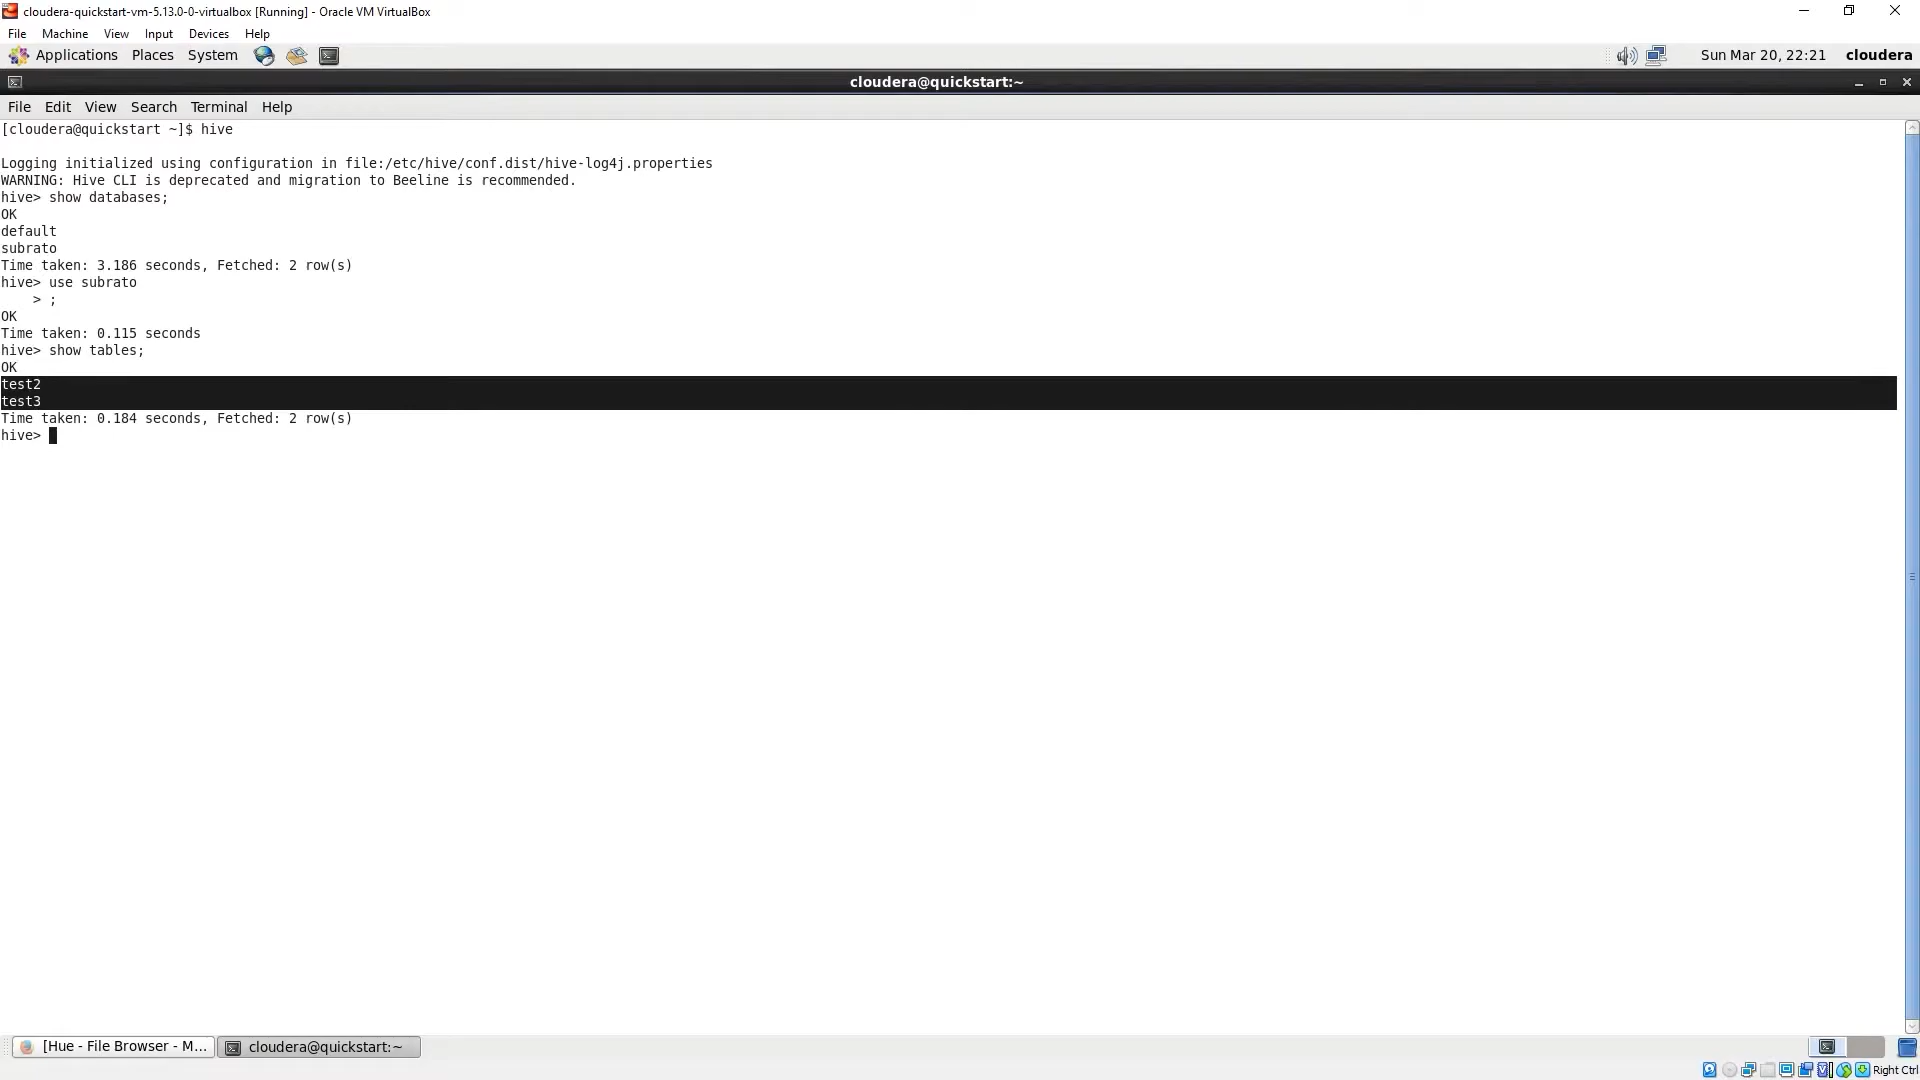 cloudera-quickstart-vm-5.13.0-0-virtualbox [Running] - Oracle VM VirtualBox
File Machine View Input Devices Help
Applications Places System Sun Mar 20, 22:21 cloudera
cloudera@quickstart:~
File Edit View Search Terminal Help
[cloudera@quickstart ~]$ hive
Logging initialized using configuration in file:/etc/hive/conf.dist/hive-log4j.properties
WARNING: Hive CLI is deprecated and migration to Beeline is recommended.
hive> show databases;
OK
default
subrato
Time taken: 3.186 seconds, Fetched: 2 row(s)
hive> use subrato
    > ;
OK
Time taken: 0.115 seconds
hive> show tables;
OK
test2
test3
Time taken: 0.184 seconds, Fetched: 2 row(s)
hive>
[Hue - File Browser - M... cloudera@quickstart:~
Right Ctrl